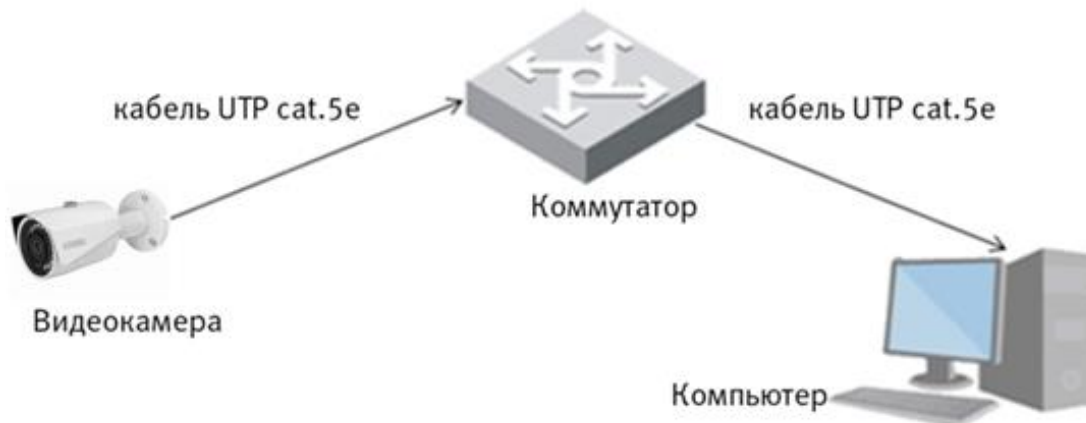 кабель UTP cat.5e
кабель UTP cat.5e
Коммутатор
Видеокамера
Компьютер